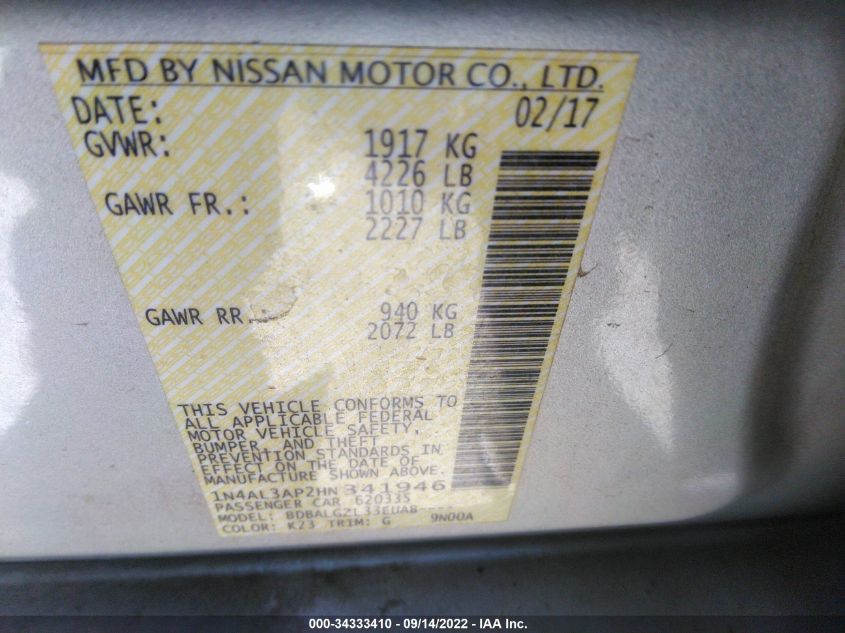 MFD BY NISSAN MOTOR CO., LTD.
DATE: 02/17
GVWR: 1917 KG
4226 LB
GAWR FR.: 1010 KG
2227 LB
GAWR RR.: 940 KG
2072 LB
THIS VEHICLE CONFORMS TO
ALL APPLICABLE FEDERAL
MOTOR VEHICLE SAFETY,
BUMPER, AND THEFT
PREVENTION STANDARDS IN
EFFECT ON THE DATE OF
MANUFACTURE SHOWN ABOVE.
1N4AL3AP2HN341946
PASSENGER CAR 620335
MODEL: BDBALGZL33EUAB
COLOR: K23 TRIM: G 9N00A
000-34333410 - 09/14/2022 - IAA Inc.